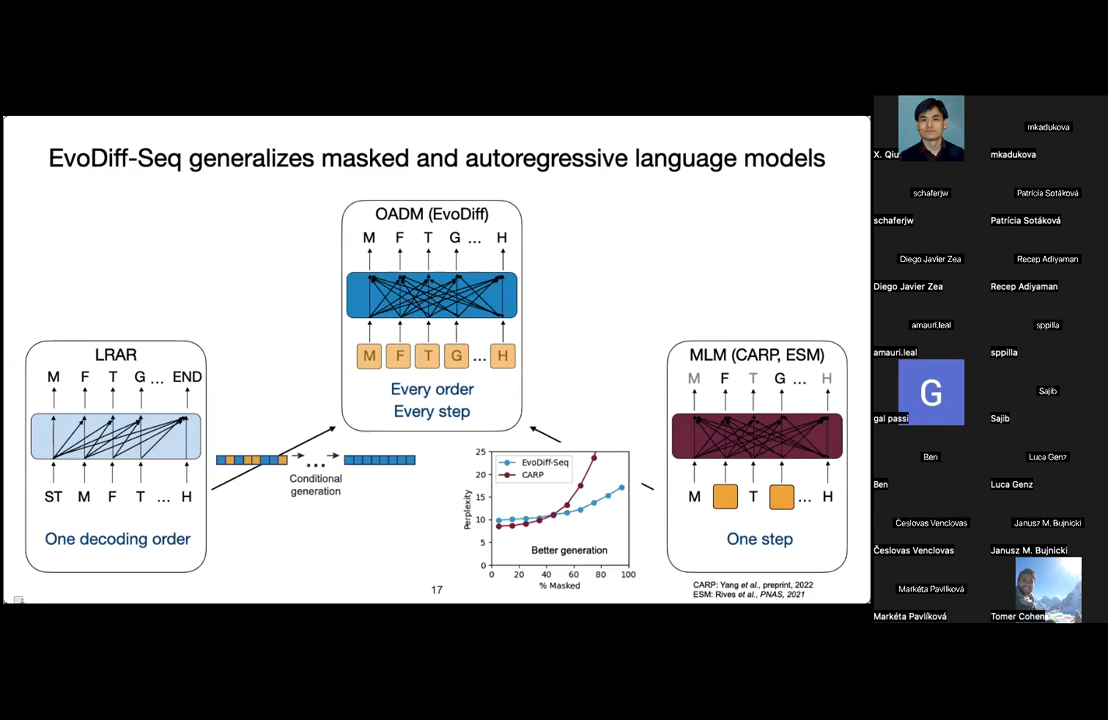 EvoDiff-Seq generalizes masked and autoregressive language models
OADM (EvoDiff)
M F T G ... H
M F T G ... H
Every order
Every step
LRAR
M F T G ... END
ST M F T ... H
One decoding order
...
Conditional
generation
25
20
15
10
5
0
Perplexity
EvoDiff-Seq
CARP
Better generation
0 20 40 60 80 100
% Masked
MLM (CARP, ESM)
M F T G ... H
M T ... H
One step
CARP: Yang et al., preprint, 2022
ESM: Rives et al., PNAS, 2021
17
X. Qiu
mkadukova
mkadukova
schaferjw
schaferjw
Patrícia Sotáková
Patrícia Sotáková
Diego Javier Zea
Diego Javier Zea
Recep Adiyaman
Recep Adiyaman
amauri.leal
amauri.leal
sppilla
sppilla
G
gal passi
Sajib
Sajib
Ben
Ben
Luca Genz
Luca Genz
Česlovas Venclovas
Česlovas Venclovas
Janusz M. Bujnicki
Janusz M. Bujnicki
Markéta Pavlíková
Markéta Pavlíková
Tomer Cohen